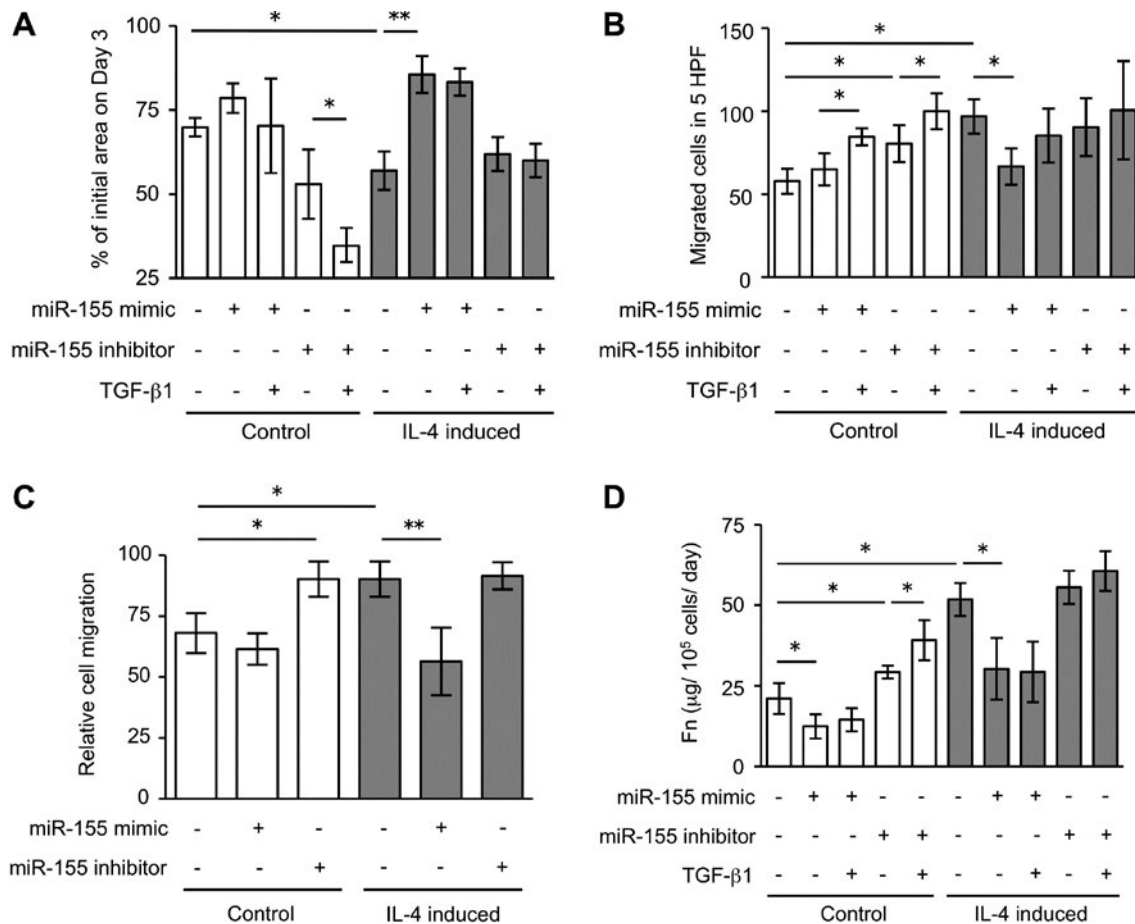 A
% of initial area on Day 3
100
75
50
25
* ** *
miR-155 mimic - + + - - - + + - -
miR-155 inhibitor - - - + + - - - + +
TGF-β1 - - + - + - - + - +
Control IL-4 induced
B
Migrated cells in 5 HPF
150
100
50
0
* * * * *
miR-155 mimic - + + - - - + + - -
miR-155 inhibitor - - - + + - - - + +
TGF-β1 - - + - + - - + - +
Control IL-4 induced
C
Relative cell migration
100
75
50
25
0
* * **
miR-155 mimic - + - - + -
miR-155 inhibitor - - + - - +
Control IL-4 induced
D
Fn (μg/ 10⁵ cells/ day)
75
50
25
0
* * * * *
miR-155 mimic - + + - - - + + - -
miR-155 inhibitor - - - + + - - - + +
TGF-β1 - - + - + - - + - +
Control IL-4 induced